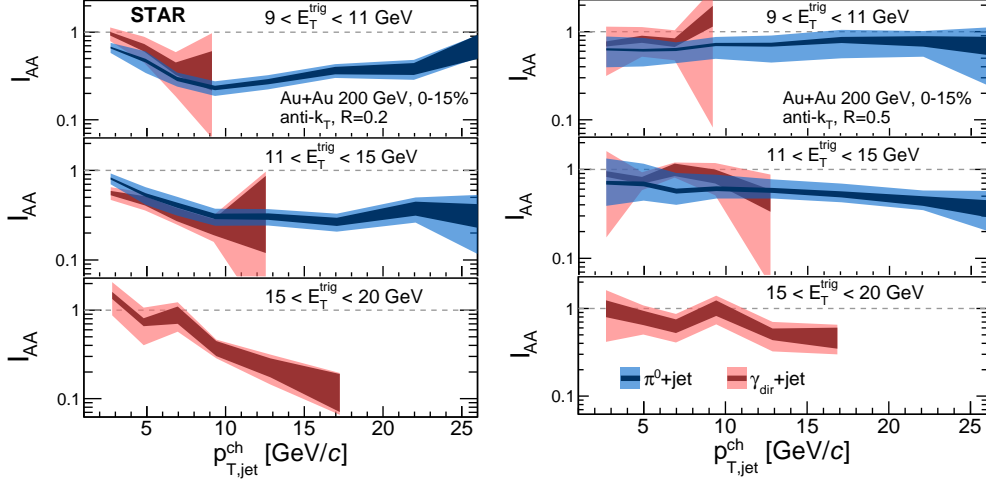 STAR
9 < E_T^trig < 11 GeV
1
I_AA
Au+Au 200 GeV, 0-15%
anti-k_T, R=0.2
0.1
11 < E_T^trig < 15 GeV
1
I_AA
0.1
15 < E_T^trig < 20 GeV
1
I_AA
0.1
5 10 15 20 25
p_T,jet^ch [GeV/c]
9 < E_T^trig < 11 GeV
1
I_AA
Au+Au 200 GeV, 0-15%
anti-k_T, R=0.5
0.1
11 < E_T^trig < 15 GeV
1
I_AA
0.1
15 < E_T^trig < 20 GeV
1
I_AA
π⁰+jet γ_dir+jet
0.1
5 10 15 20 25
p_T,jet^ch [GeV/c]